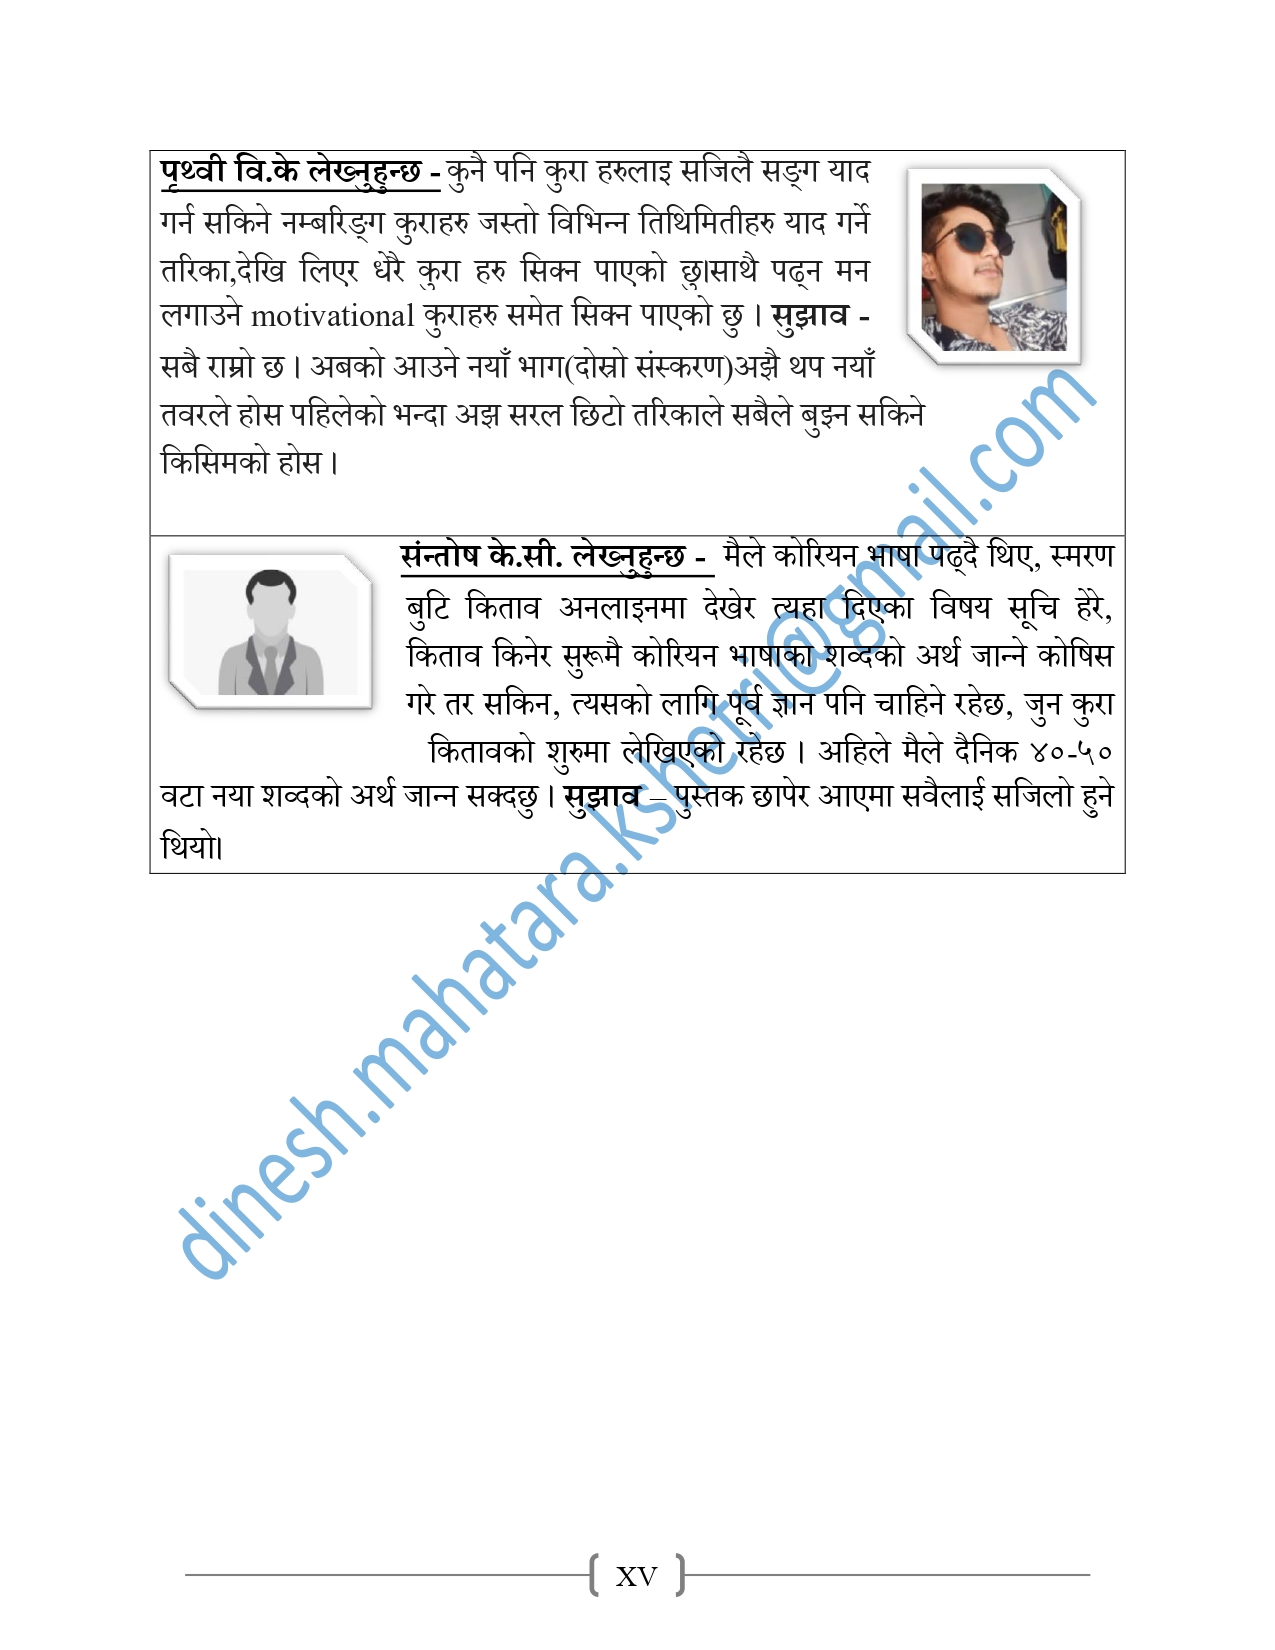 पृथ्वी वि.के लेख्नुहुन्छ - कुनै पनि कुरा हरुलाइ सजिलै सङ्ग याद
गर्न सकिने नम्बरिङ्ग कुराहरु जस्तो विभिन्न तिथिमितीहरु याद गर्ने
तरिका,देखि लिएर धेरै कुरा हरु सिक्न पाएको छु।साथै पढ्न मन
लगाउने motivational कुराहरु समेत सिक्न पाएको छु । सुझाव -
सबै राम्रो छ । अबको आउने नयाँ भाग(दोस्रो संस्करण)अझै थप नयाँ
तवरले होस पहिलेको भन्दा अझ सरल छिटो तरिकाले सबैले बुझ्न सकिने
किसिमको होस ।
संन्तोष के.सी. लेख्नुहुन्छ - मैले कोरियन भाषा पढ्दै थिए, स्मरण
बुटि किताव अनलाइनमा देखेर त्यहा दिएका विषय सूचि हेरे,
किताव किनेर सुरूमै कोरियन भाषाका शव्दको अर्थ जान्ने कोषिस
गरे तर सकिन, त्यसको लागि पूर्व ज्ञान पनि चाहिने रहेछ, जुन कुरा
कितावको शुरुमा लेखिएको रहेछ । अहिले मैले दैनिक ४०-५०
वटा नया शव्दको अर्थ जान्न सक्दछु । सुझाव – पुस्तक छापेर आएमा सवैलाई सजिलो हुने
थियो।
dinesh.mahatara.kshetri@gmail.com
XV